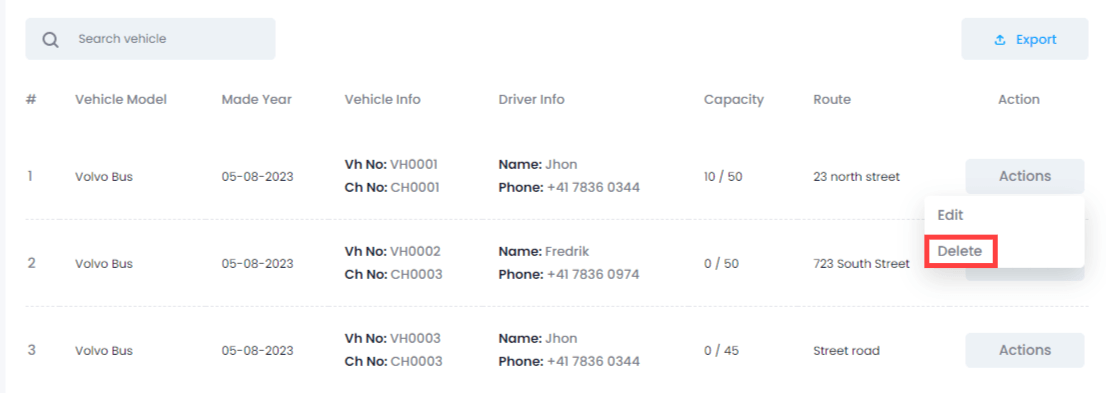 Search vehicle
Export
# Vehicle Model Made Year Vehicle Info Driver Info Capacity Route Action
1 Volvo Bus 05-08-2023 Vh No: VH0001 Name: Jhon 10 / 50 23 north street Actions
Ch No: CH0001 Phone: +41 7836 0344
Edit
Delete
2 Volvo Bus 05-08-2023 Vh No: VH0002 Name: Fredrik 0 / 50 723 South Street
Ch No: CH0003 Phone: +41 7836 0974
3 Volvo Bus 05-08-2023 Vh No: VH0003 Name: Jhon 0 / 45 Street road Actions
Ch No: CH0003 Phone: +41 7836 0344